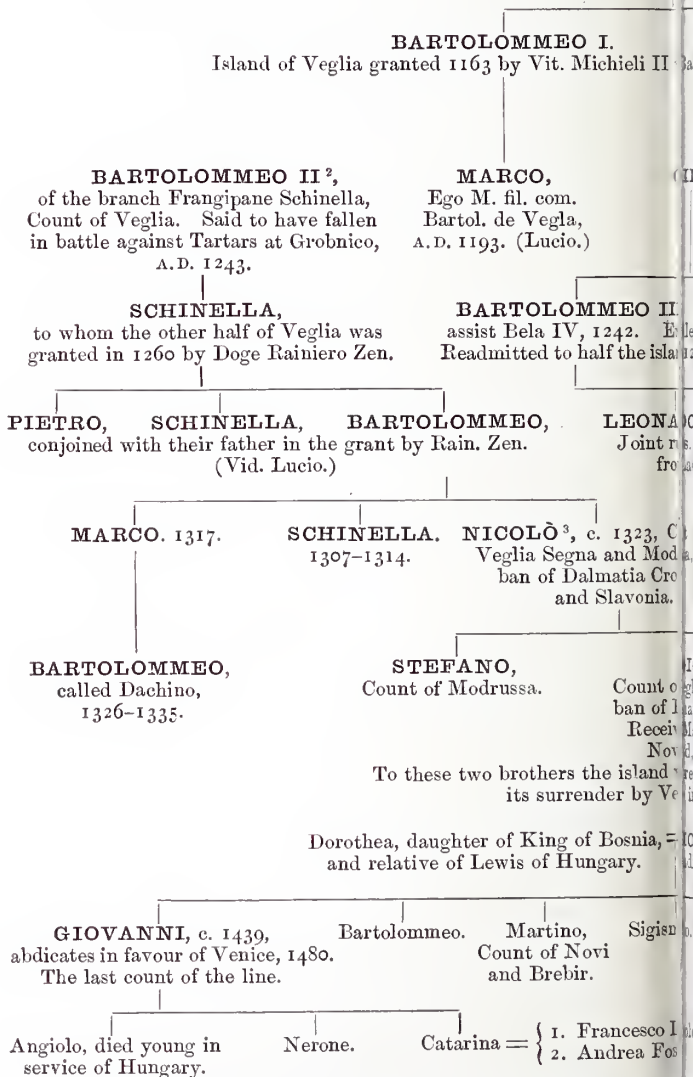 BARTOLOMMEO I.
Island of Veglia granted 1163 by Vit. Michieli II
BARTOLOMMEO II ²,
of the branch Frangipane Schinella,
Count of Veglia. Said to have fallen
in battle against Tartars at Grobnico,
A.D. 1243.
MARCO,
Ego M. fil. com.
Bartol. de Vegla,
A.D. 1193. (Lucio.)
SCHINELLA,
to whom the other half of Veglia was
granted in 1260 by Doge Rainiero Zen.
BARTOLOMMEO II
assist Bela IV, 1242.
Readmitted to half the
PIETRO, SCHINELLA, BARTOLOMMEO,
conjoined with their father in the grant by Rain. Zen.
(Vid. Lucio.)
Joint
MARCO. 1317.
SCHINELLA.
1307–1314.
NICOLÒ ³, c. 1323,
Veglia Segna and
ban of Dalmatia
and Slavonia.
BARTOLOMMEO,
called Dachino,
1326–1335.
STEFANO,
Count of Modrussa.
Count
ban of
To these two brothers the island
its surrender by
Dorothea, daughter of King of Bosnia, =
and relative of Lewis of Hungary.
GIOVANNI, c. 1439,
abdicates in favour of Venice, 1480.
The last count of the line.
Bartolommeo.
Martino,
Count of Novi
and Brebir.
Angiolo, died young in
service of Hungary.
Nerone.
Catarina = { 1. Francesco
2. Andrea